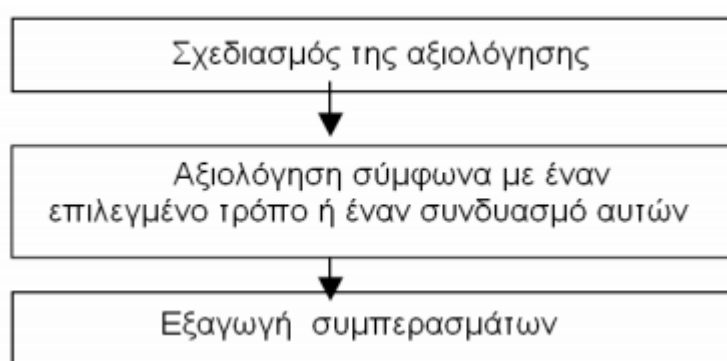 Σχεδιασμός της αξιολόγησης
Αξιολόγηση σύμφωνα με έναν
επιλεγμένο τρόπο ή έναν συνδυασμό αυτών
Εξαγωγή συμπερασμάτων